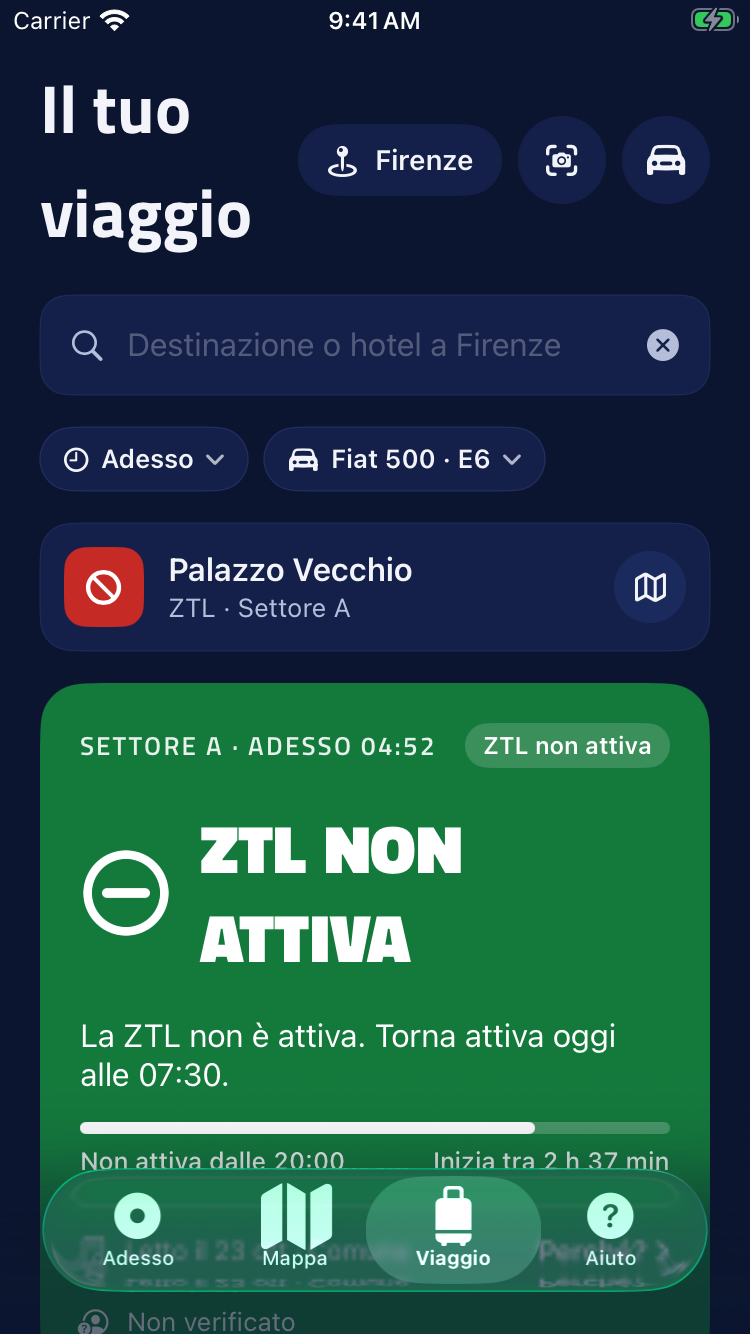 Carrier
9:41 AM
Il tuo
viaggio
Firenze
Destinazione o hotel a Firenze
Adesso
Fiat 500 · E6
Palazzo Vecchio
ZTL · Settore A
SETTORE A · ADESSO 04:52
ZTL non attiva
ZTL NON
ATTIVA
La ZTL non è attiva. Torna attiva oggi
alle 07:30.
Non attiva dalle 20:00
Inizia tra 2 h 37 min
Adesso
Mappa
Viaggio
Aiuto
Non verificato